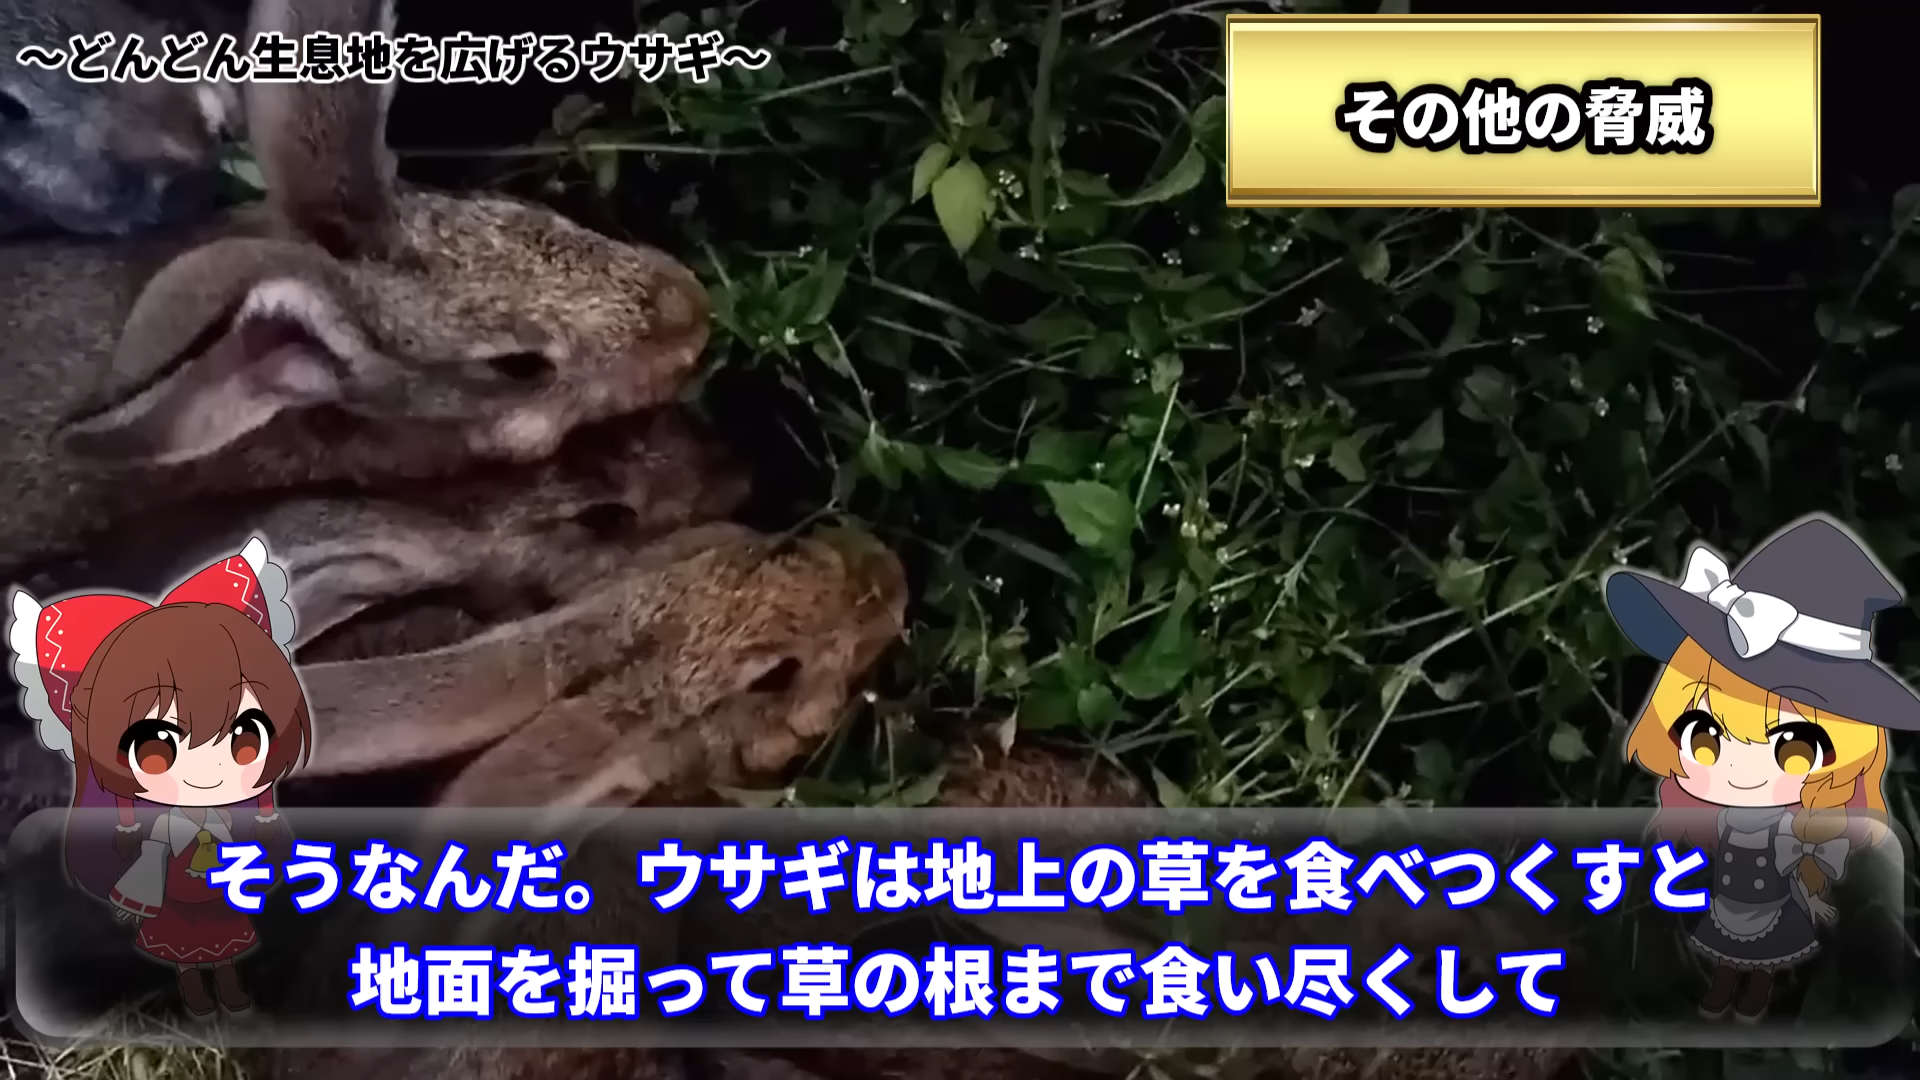 ～どんどん生息地を広げるウサギ～
その他の脅威
そうなんだ。ウサギは地上の草を食べつくすと
地面を掘って草の根まで食い尽くして